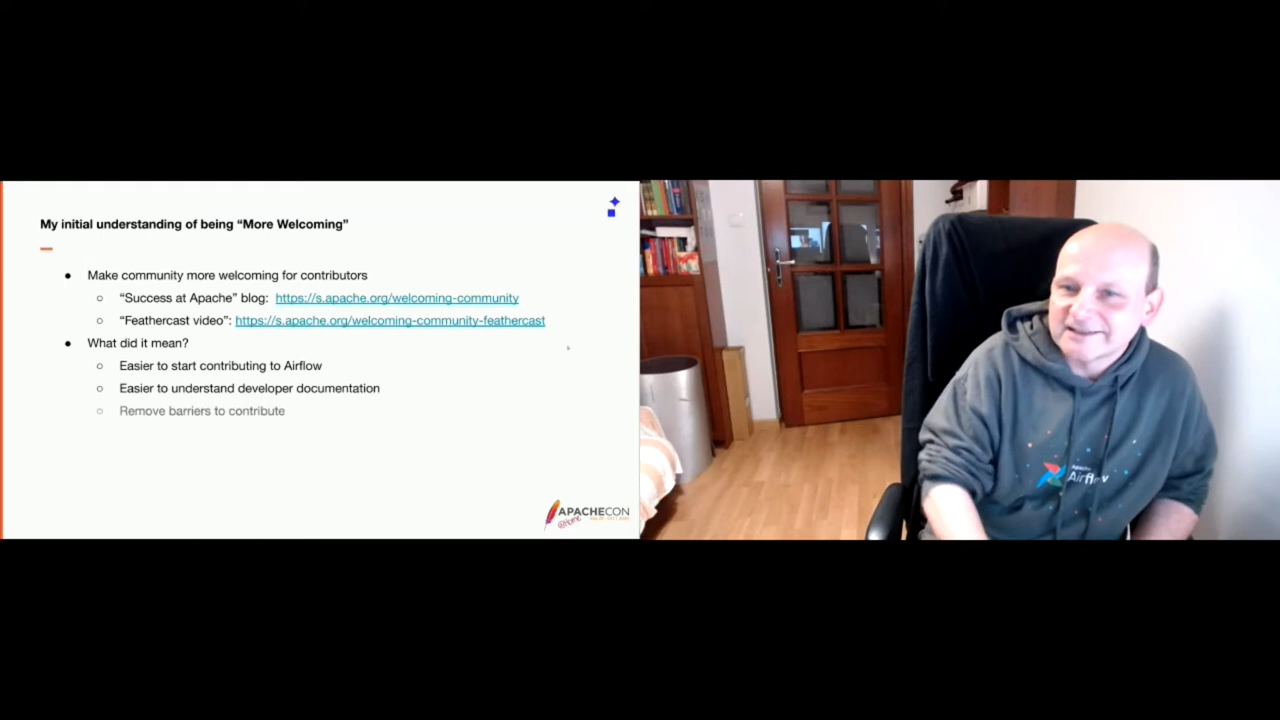 My initial understanding of being “More Welcoming”
● Make community more welcoming for contributors
○ “Success at Apache” blog: https://s.apache.org/welcoming-community
○ “Feathercast video”: https://s.apache.org/welcoming-community-feathercast
● What did it mean?
○ Easier to start contributing to Airflow
○ Easier to understand developer documentation
○ Remove barriers to contribute
APACHECON
@Home
Apache
Airflow